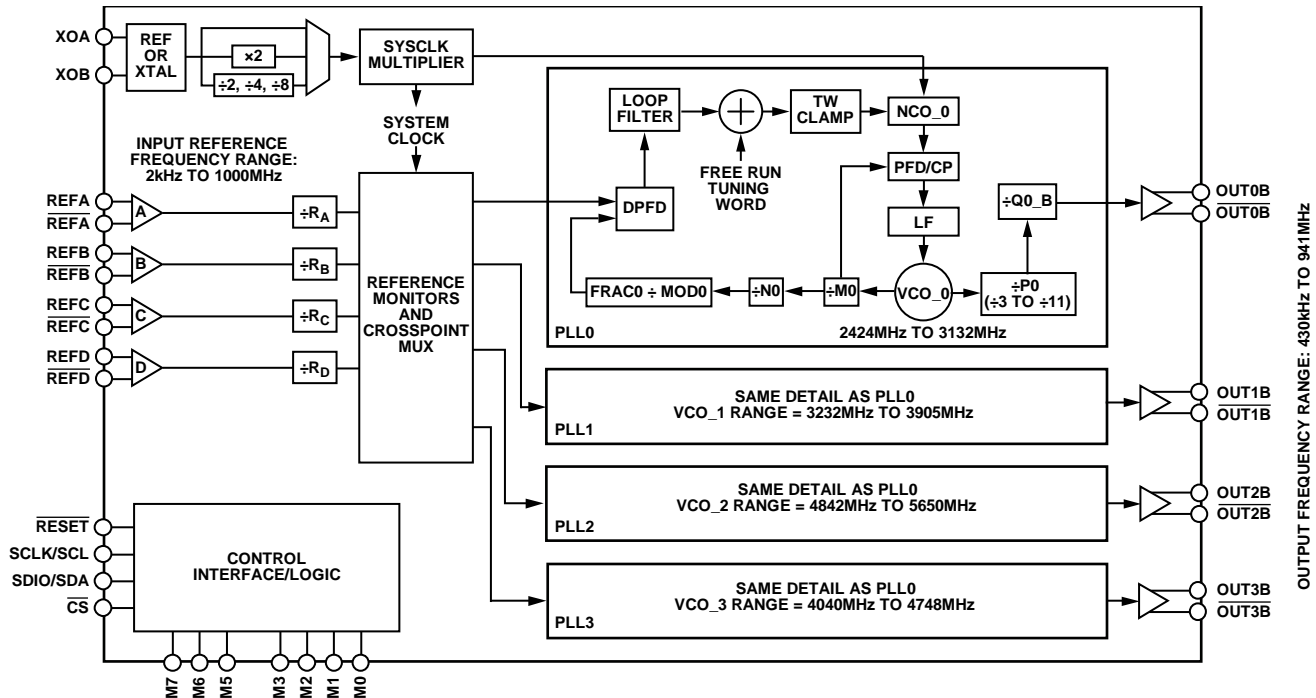 XOA
XOB
REF
OR
XTAL
×2
÷2, ÷4, ÷8
SYSCLK
MULTIPLIER
SYSTEM
CLOCK
INPUT REFERENCE
FREQUENCY RANGE:
2kHz TO 1000MHz
REFA
REFA
A
÷RA
REFB
REFB
B
÷RB
REFC
REFC
C
÷RC
REFD
REFD
D
÷RD
REFERENCE
MONITORS
AND
CROSSPOINT
MUX
LOOP
FILTER
TW
CLAMP
NCO_0
FREE RUN
TUNING
WORD
PFD/CP
DPFD
LF
÷Q0_B
FRAC0 ÷ MOD0
÷N0
÷M0
VCO_0
÷P0
(÷3 TO ÷11)
PLL0
2424MHz TO 3132MHz
OUT0B
OUT0B
SAME DETAIL AS PLL0
VCO_1 RANGE = 3232MHz TO 3905MHz
PLL1
OUT1B
OUT1B
SAME DETAIL AS PLL0
VCO_2 RANGE = 4842MHz TO 5650MHz
PLL2
OUT2B
OUT2B
SAME DETAIL AS PLL0
VCO_3 RANGE = 4040MHz TO 4748MHz
PLL3
OUT3B
OUT3B
OUTPUT FREQUENCY RANGE: 430kHz TO 941MHz
RESET
SCLK/SCL
SDIO/SDA
CS
CONTROL
INTERFACE/LOGIC
M7
M6
M5
M3
M2
M1
M0